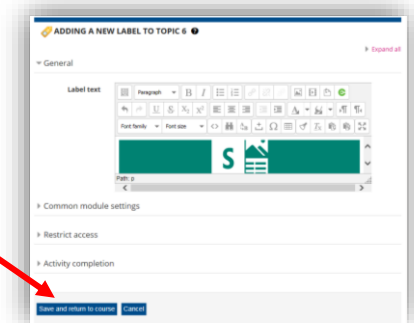 ADDING A NEW LABEL TO TOPIC 6
Expand all
General
Label text
Paragraph
Font family Font size
S
Path: p
Common module settings
Restrict access
Activity completion
Save and return to course Cancel